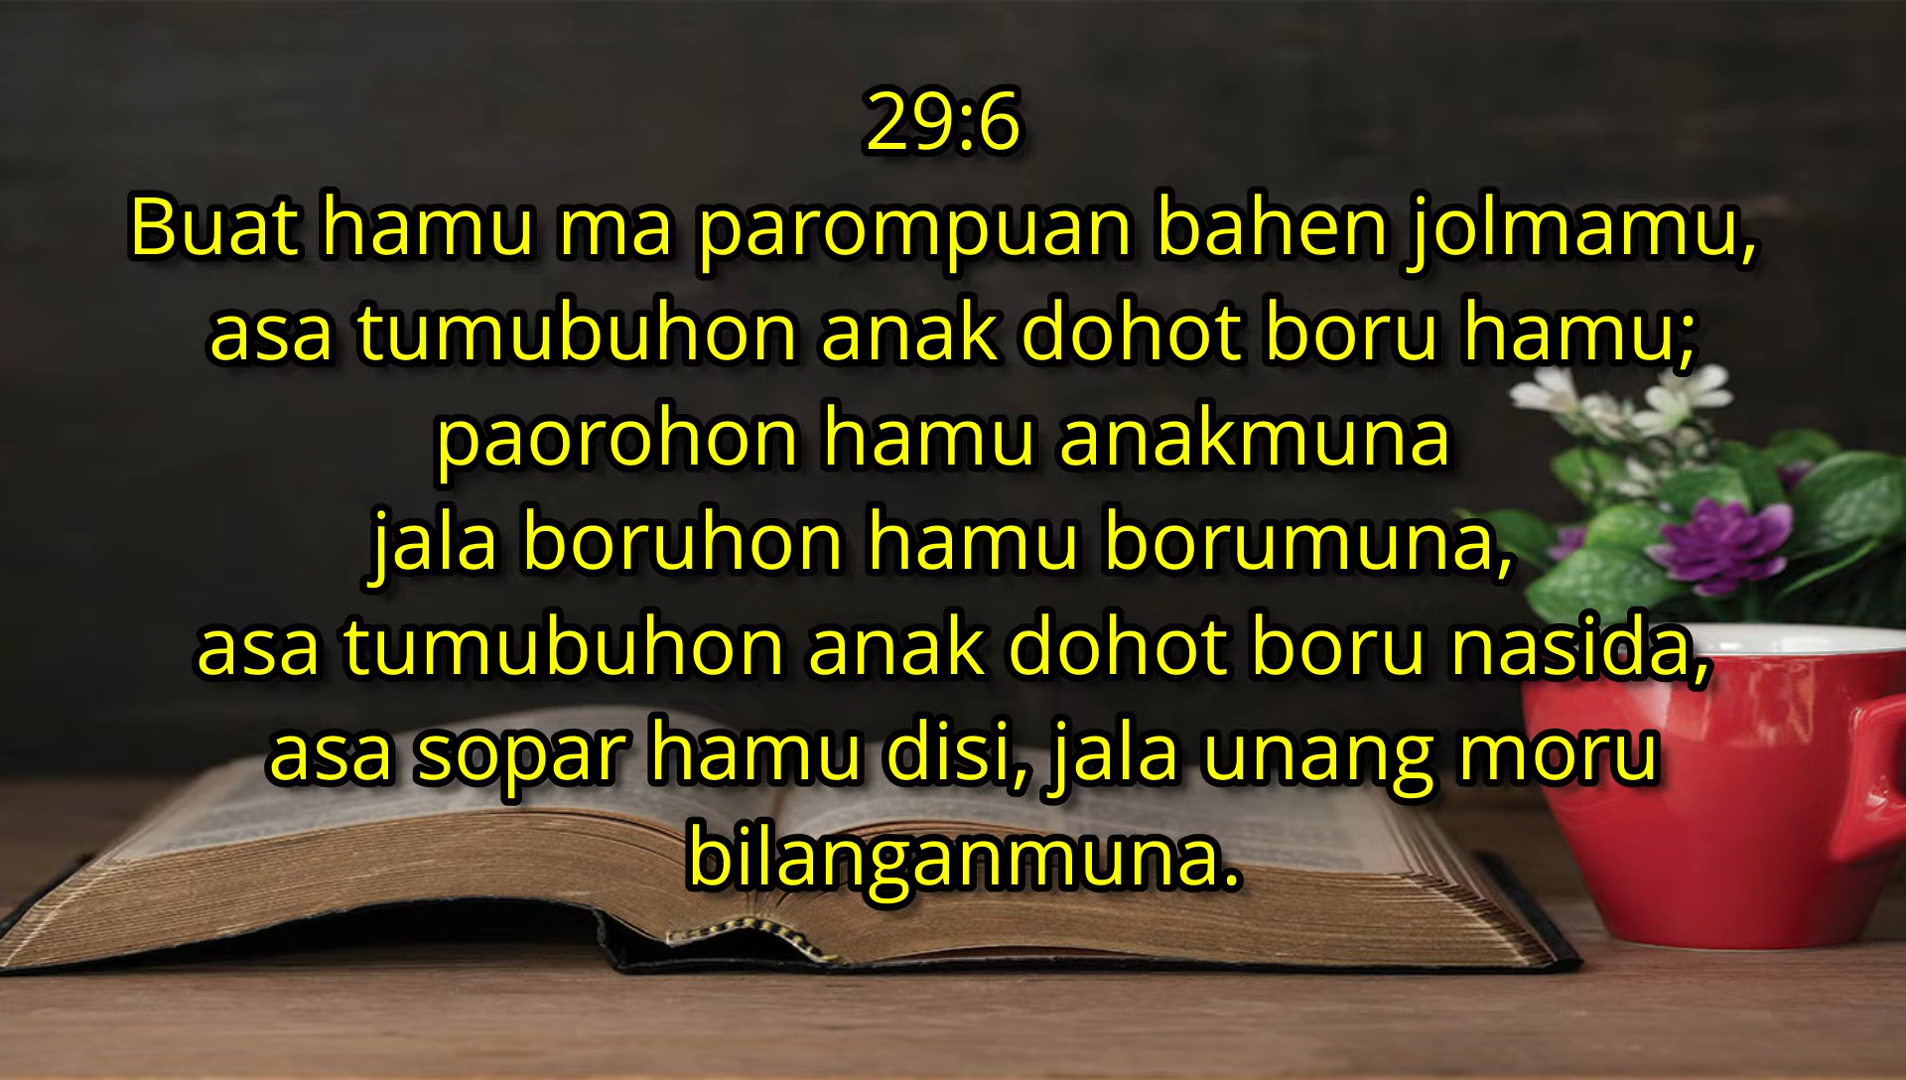 29:6
Buat hamu ma parompuan bahen jolmamu,
asa tumubuhon anak dohot boru hamu;
paorohon hamu anakmuna
jala boruhon hamu borumuna,
asa tumubuhon anak dohot boru nasida,
asa sopar hamu disi, jala unang moru
bilanganmuna.